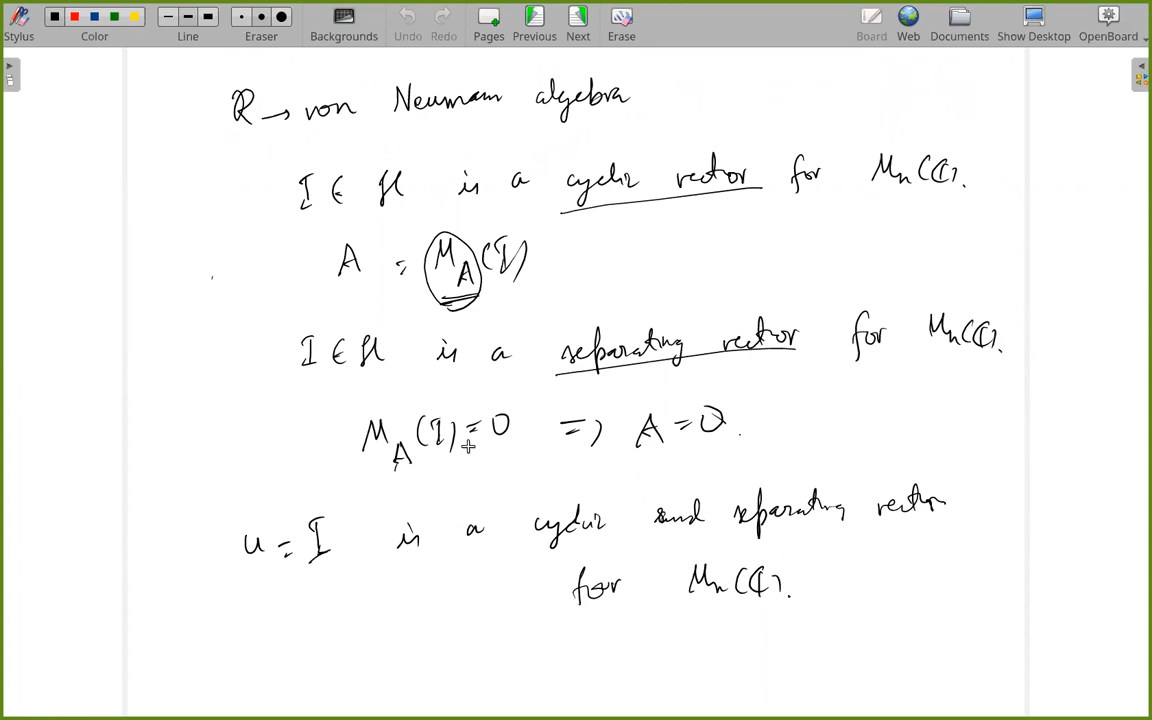 Stylus Color Line Eraser Backgrounds Undo Redo Pages Previous Next Erase Board Web Documents Show Desktop OpenBoard
R → von Neumann algebra
I ∈ H is a cyclic vector for Mn(ℂ).
A = M_A(I)
I ∈ H is a separating vector for Mn(ℂ).
M_A(I) = 0 ⇒ A = 0.
u = I is a cyclic and separating vector
for Mn(ℂ).